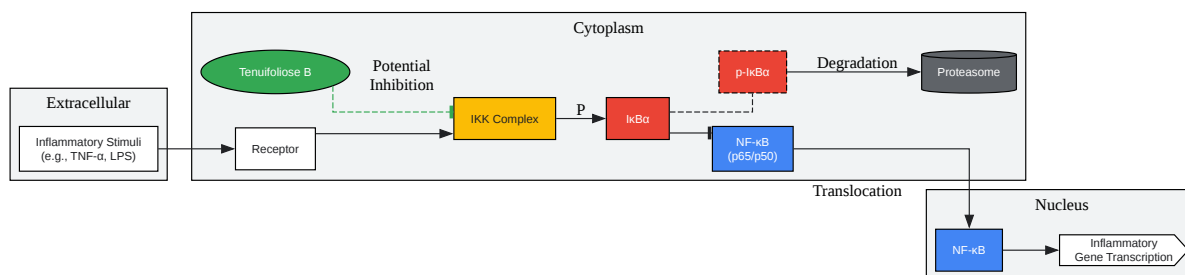 Cytoplasm
Extracellular
Inflammatory Stimuli
(e.g., TNF-α, LPS)
Tenuifoliose B
Potential
Inhibition
Receptor
IKK Complex
P
IκBα
p-IκBα
Degradation
Proteasome
NF-κB
(p65/p50)
Translocation
Nucleus
NF-κB
Inflammatory
Gene Transcription